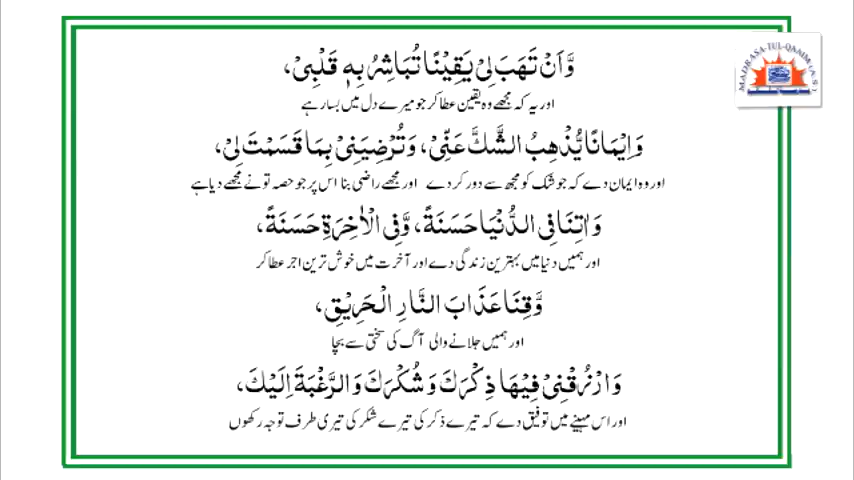 وَّاَنْ تَهَبَ لِیْ یَقِیْنًا تُبَاشِرُ بِهٖ قَلْبِیْ،
اور یہ کہ مجھے وہ یقین عطا کر جو میرے دل میں بسا رہے
وَاِیْمَانًا یُّذْهِبُ الشَّكَّ عَنِّیْ، وَتُرْضِیَنِیْ بِمَا قَسَمْتَ لِیْ،
اور وہ ایمان دے کہ جو شک کو مجھ سے دور کر دے اور مجھے راضی بنا اس پر جو حصہ تونے مجھے دیا ہے
وَاٰتِنَا فِی الدُّنْیَا حَسَنَةً، وَّفِی الْاٰخِرَةِ حَسَنَةً،
اور ہمیں دنیا میں بہترین زندگی دے اور آخرت میں خوش ترین اجر عطا کر
وَّقِنَا عَذَابَ النَّارِ الْحَرِیْقِ،
اور ہمیں جلانے والی آگ کی سختی سے بچا
وَارْزُقْنِیْ فِیْهَا ذِكْرَكَ وَشُكْرَكَ وَالرَّغْبَةَ اِلَیْكَ،
اور اس مہینے میں توفیق دے کہ تیرے ذکر کی تیرے شکر کی تیری طرف توجہ رکھوں
MADRASA-TUL-QAAIM (A.S)